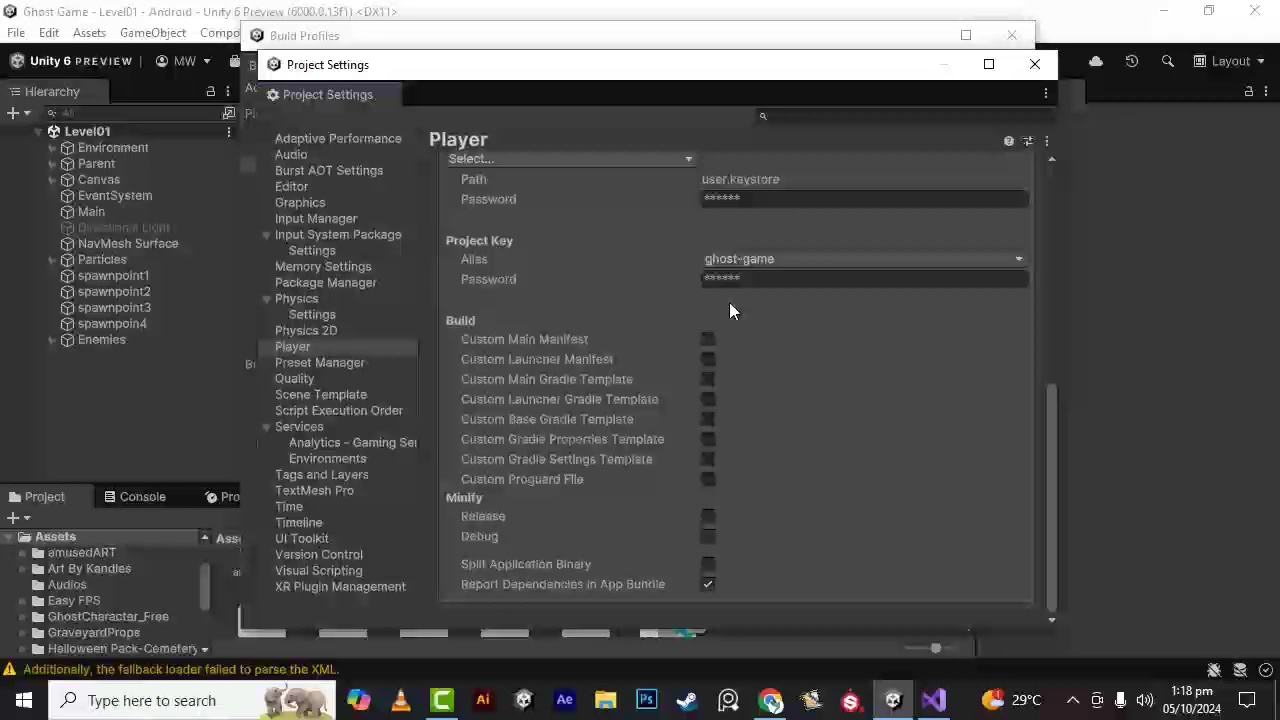 Ghost Game - Level01 - Android - Unity 6 Preview (6000.0.13f1) <DX11>
File Edit Assets GameObject Compo
Build Profiles
Unity 6 PREVIEW MW Layout
Project Settings
Project Settings
Hierarchy
All
Level01
Environment
Parent
Canvas
EventSystem
Main
Directional Light
NavMesh Surface
Particles
spawnpoint1
spawnpoint2
spawnpoint3
spawnpoin4
Enemies
Adaptive Performance
Audio
Burst AOT Settings
Editor
Graphics
Input Manager
Input System Package
Settings
Memory Settings
Package Manager
Physics
Settings
Physics 2D
Player
Preset Manager
Quality
Scene Template
Script Execution Order
Services
Analytics - Gaming Ser
Environments
Tags and Layers
TextMesh Pro
Time
Timeline
UI Toolkit
Version Control
Visual Scripting
XR Plugin Management
Player
Select...
Path user.keystore
Password ******
Project Key
Alias ghost-game
Password ******
Build
Custom Main Manifest
Custom Launcher Manifest
Custom Main Gradle Template
Custom Launcher Gradle Template
Custom Base Gradle Template
Custom Gradle Properties Template
Custom Gradle Settings Template
Custom Proguard File
Minify
Release
Debug
Split Application Binary
Report Dependencies in App Bundle
Project Console Pro
Assets Asse
amusedART
Art By Kandles
Audios
Easy FPS
GhostCharacter_Free
GraveyardProps
Halloween Pack-Cemetery
Additionally, the fallback loader failed to parse the XML.
Type here to search
29°C
1:18 pm
05/10/2024